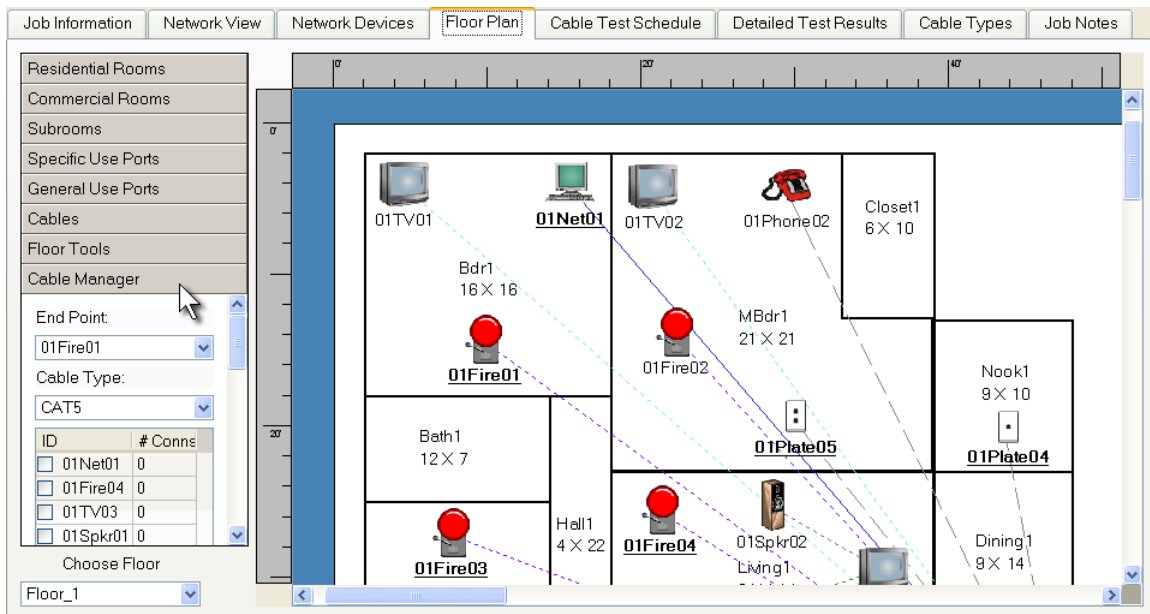 Job Information Network View Network Devices Floor Plan Cable Test Schedule Detailed Test Results Cable Types Job Notes
Residential Rooms
Commercial Rooms
Subrooms
Specific Use Ports
General Use Ports
Cables
Floor Tools
Cable Manager
End Point:
01Fire01
Cable Type:
CAT5
ID # Conns
01Net01 0
01Fire04 0
01TV03 0
01Spkr01 0
Choose Floor
Floor_1
0' 20' 40'
0'
20'
01TV01
01Net01
01TV02
01Phone02
Closet1
6 X 10
Bdr1
16 X 16
MBdr1
21 X 21
01Fire01
01Fire02
Nook1
9 X 10
Bath1
12 X 7
01Plate05
01Plate04
Hall1
4 X 22
01Fire03
01Fire04
01Spkr02
Living1
Dining1
9 X 14